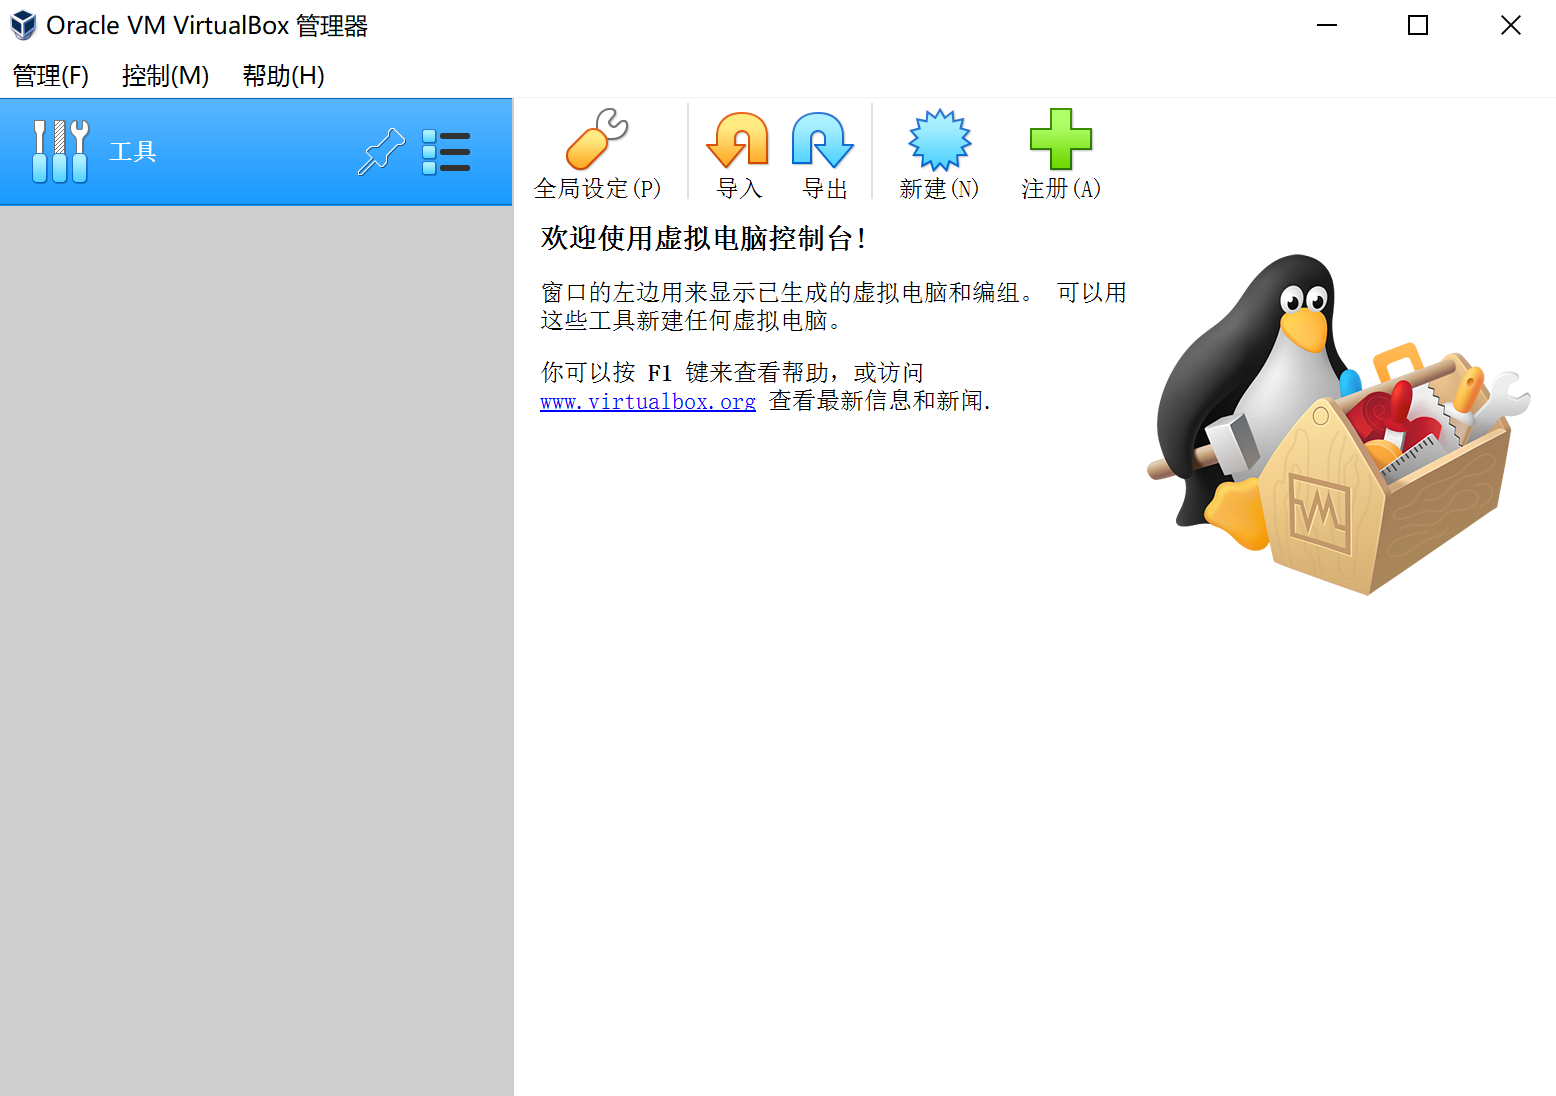 Oracle VM VirtualBox 管理器
管理(F) 控制(M) 帮助(H)
工具
全局设定(P) 导入 导出 新建(N) 注册(A)
欢迎使用虚拟电脑控制台!
窗口的左边用来显示已生成的虚拟电脑和编组。 可以用
这些工具新建任何虚拟电脑。
你可以按 F1 键来查看帮助，或访问
www.virtualbox.org 查看最新信息和新闻.